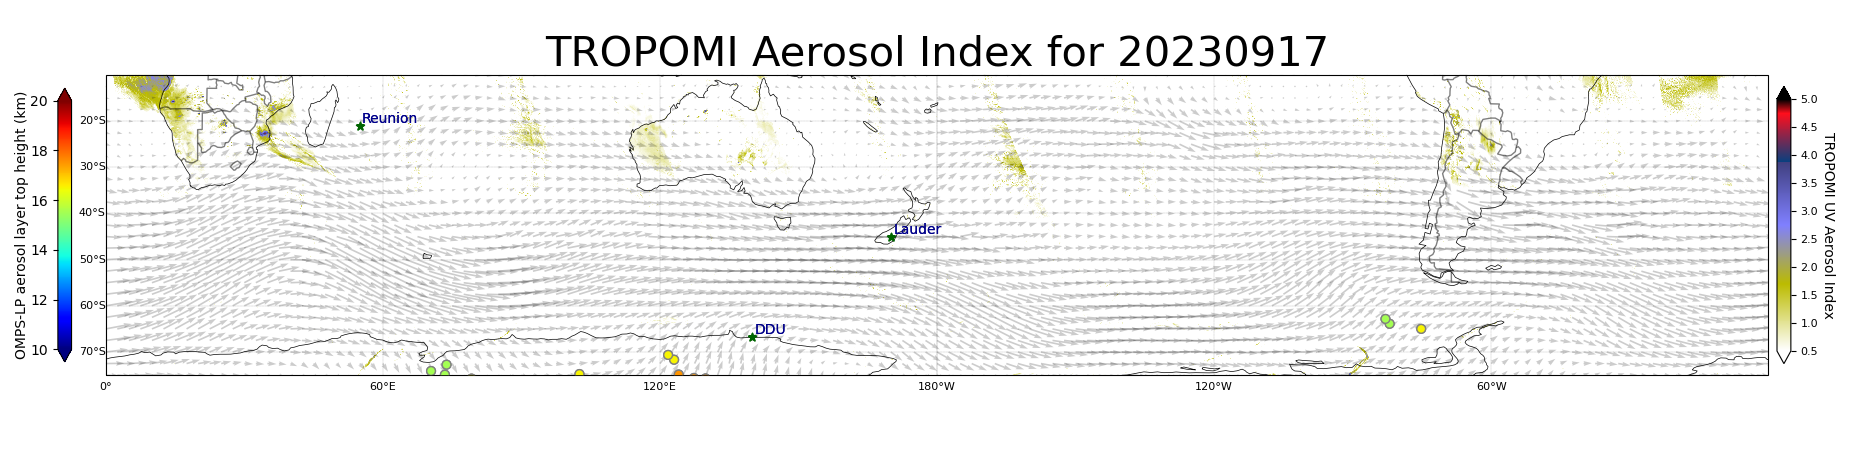 TROPOMI Aerosol Index for 20230917
OMPS-LP aerosol layer top height (km)
20
18
16
14
12
10
20°S
30°S
40°S
50°S
60°S
70°S
0°
60°E
120°E
180°W
120°W
60°W
Reunion
Lauder
DDU
5.0
4.5
4.0
3.5
3.0
2.5
2.0
1.5
1.0
0.5
TROPOMI UV Aerosol Index